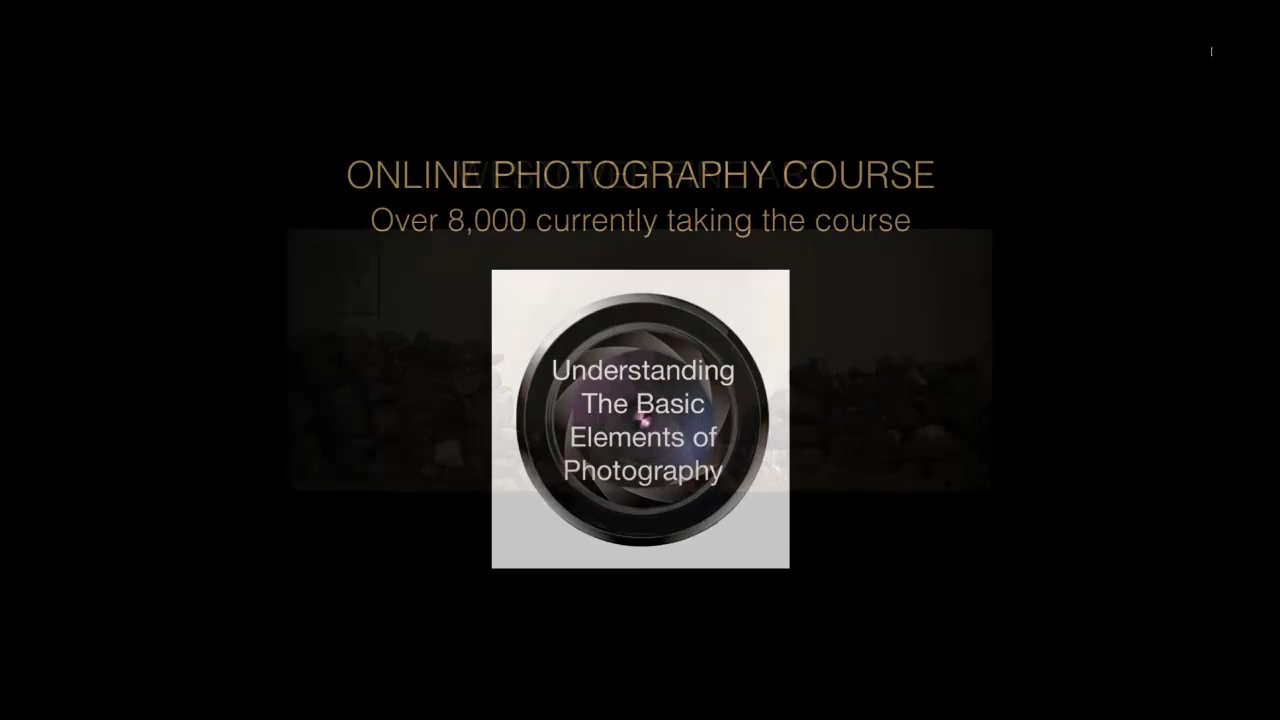 ONLINE PHOTOGRAPHY COURSE
Over 8,000 currently taking the course
Understanding
The Basic
Elements of
Photography